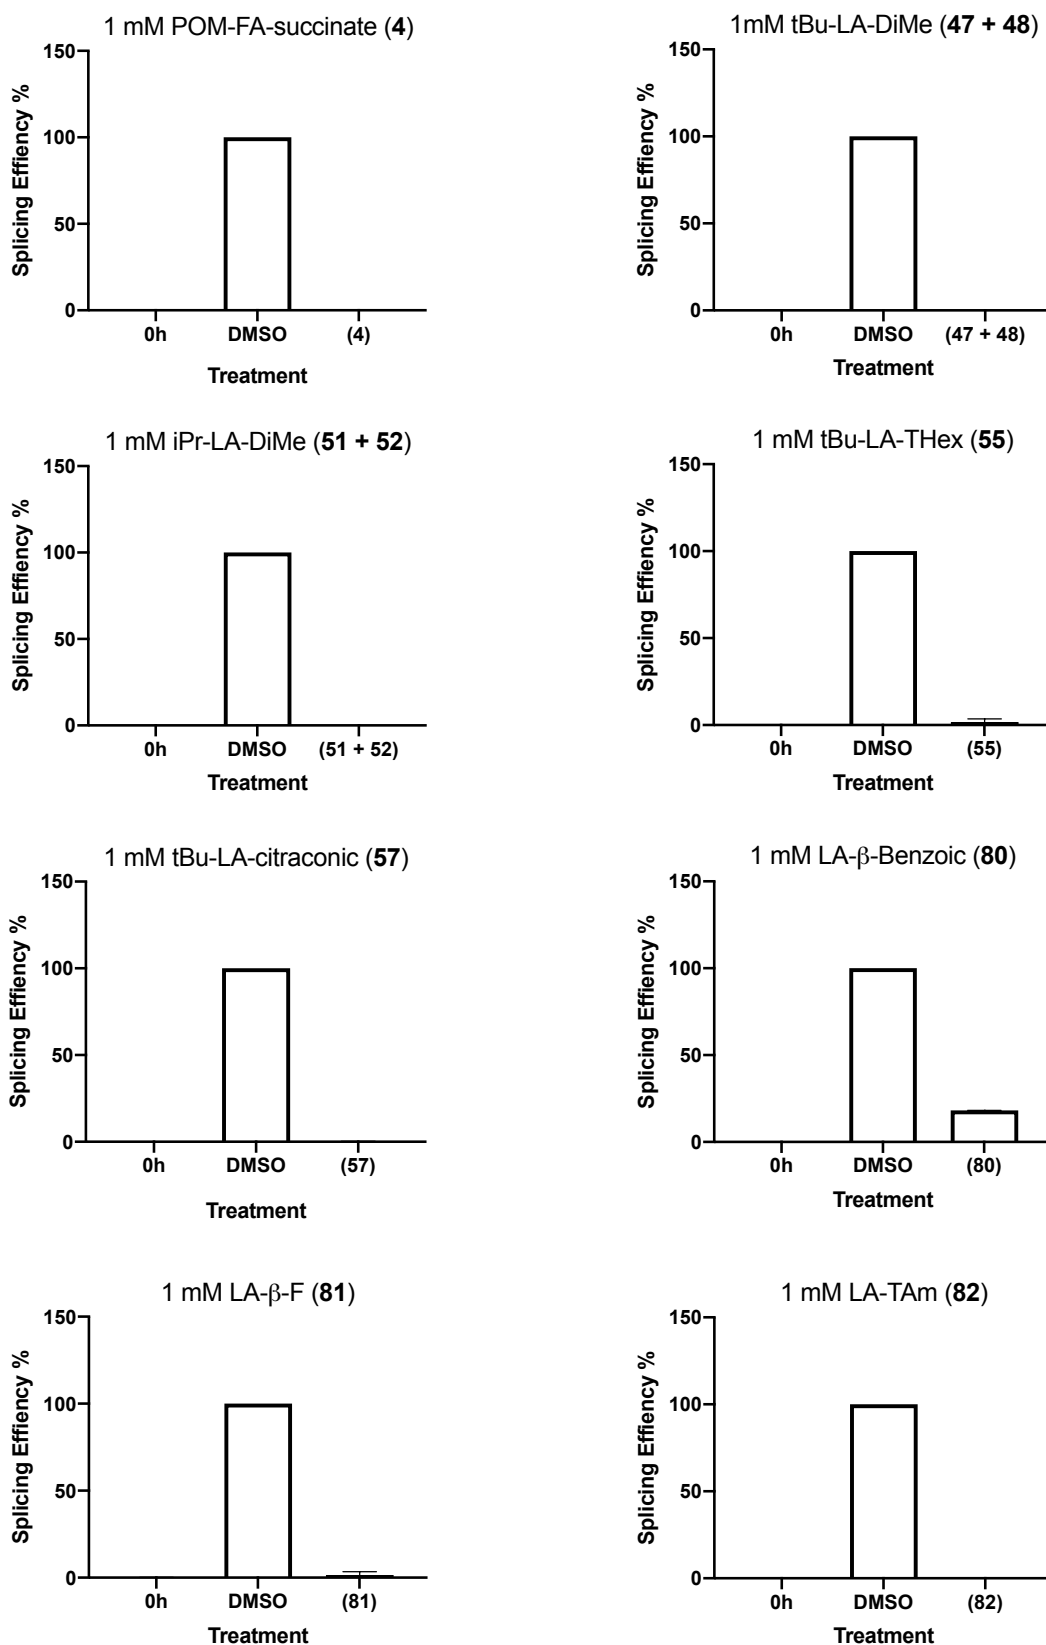 1 mM POM-FA-succinate (4)
150
100
50
0
Splicing Effiency %
0h DMSO (4)
Treatment
1mM tBu-LA-DiMe (47 + 48)
150
100
50
0
Splicing Effiency %
0h DMSO (47 + 48)
Treatment
1 mM iPr-LA-DiMe (51 + 52)
150
100
50
0
Splicing Effiency %
0h DMSO (51 + 52)
Treatment
1 mM tBu-LA-THex (55)
150
100
50
0
Splicing Effiency %
0h DMSO (55)
Treatment
1 mM tBu-LA-citraconic (57)
150
100
50
0
Splicing Effiency %
0h DMSO (57)
Treatment
1 mM LA-β-Benzoic (80)
150
100
50
0
Splicing Effiency %
0h DMSO (80)
Treatment
1 mM LA-β-F (81)
150
100
50
0
Splicing Effiency %
0h DMSO (81)
Treatment
1 mM LA-TAm (82)
150
100
50
0
Splicing Effiency %
0h DMSO (82)
Treatment